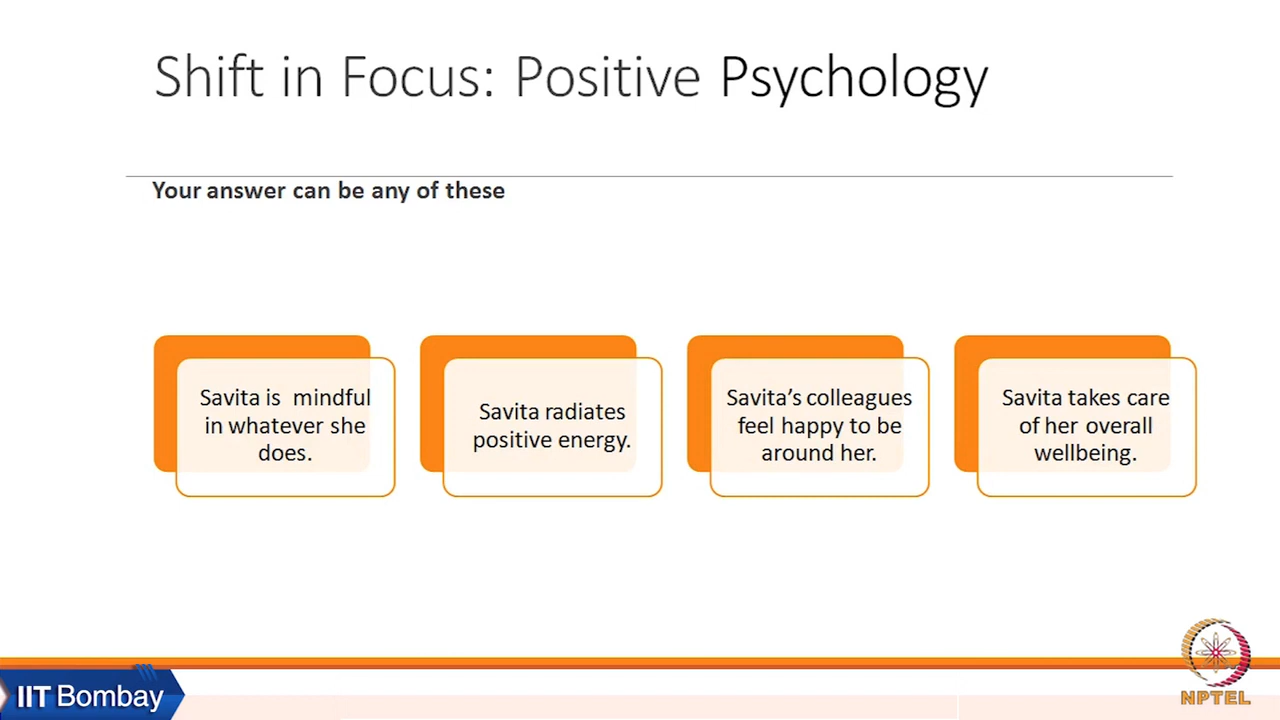 Shift in Focus: Positive Psychology
Your answer can be any of these
Savita is mindful
in whatever she
does.
Savita radiates
positive energy.
Savita's colleagues
feel happy to be
around her.
Savita takes care
of her overall
wellbeing.
IIT Bombay
NPTEL